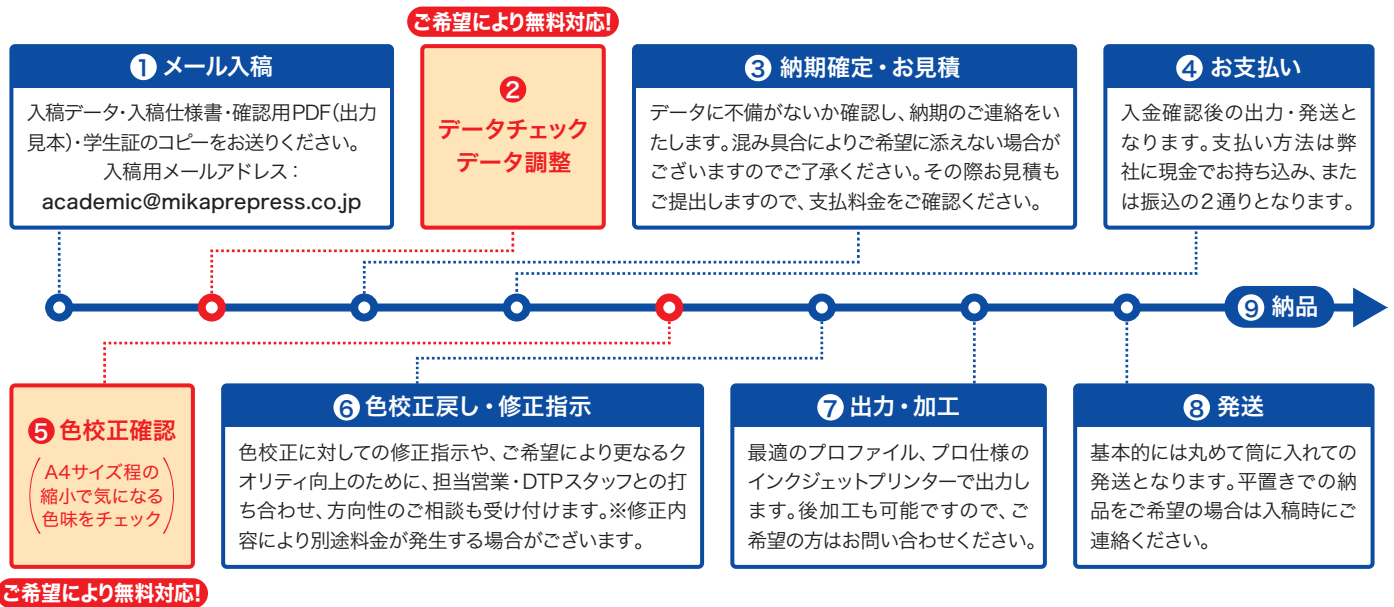 ご希望により無料対応!
❶ メール入稿
入稿データ・入稿仕様書・確認用PDF(出力
見本)・学生証のコピーをお送りください。
入稿用メールアドレス：
academic@mikaprepress.co.jp
❷
データチェック
データ調整
❸ 納期確定・お見積
データに不備がないか確認し、納期のご連絡をい
たします。混み具合によりご希望に添えない場合が
ございますのでご了承ください。その際お見積も
ご提出しますので、支払料金をご確認ください。
❹ お支払い
入金確認後の出力・発送と
なります。支払い方法は弊
社に現金でお持ち込み、また
は振込の2通りとなります。
❾ 納品
❺ 色校正確認
(A4サイズ程の
縮小で気になる
色味をチェック)
ご希望により無料対応!
❻ 色校正戻し・修正指示
色校正に対しての修正指示や、ご希望により更なるク
オリティ向上のために、担当営業・DTPスタッフとの打
ち合わせ、方向性のご相談も受け付けます。※修正内
容により別途料金が発生する場合がございます。
❼ 出力・加工
最適のプロファイル、プロ仕様の
インクジェットプリンターで出力し
ます。後加工も可能ですので、ご
希望の方はお問い合わせください。
❽ 発送
基本的には丸めて筒に入れての
発送となります。平置きでの納
品をご希望の場合は入稿時にご
連絡ください。